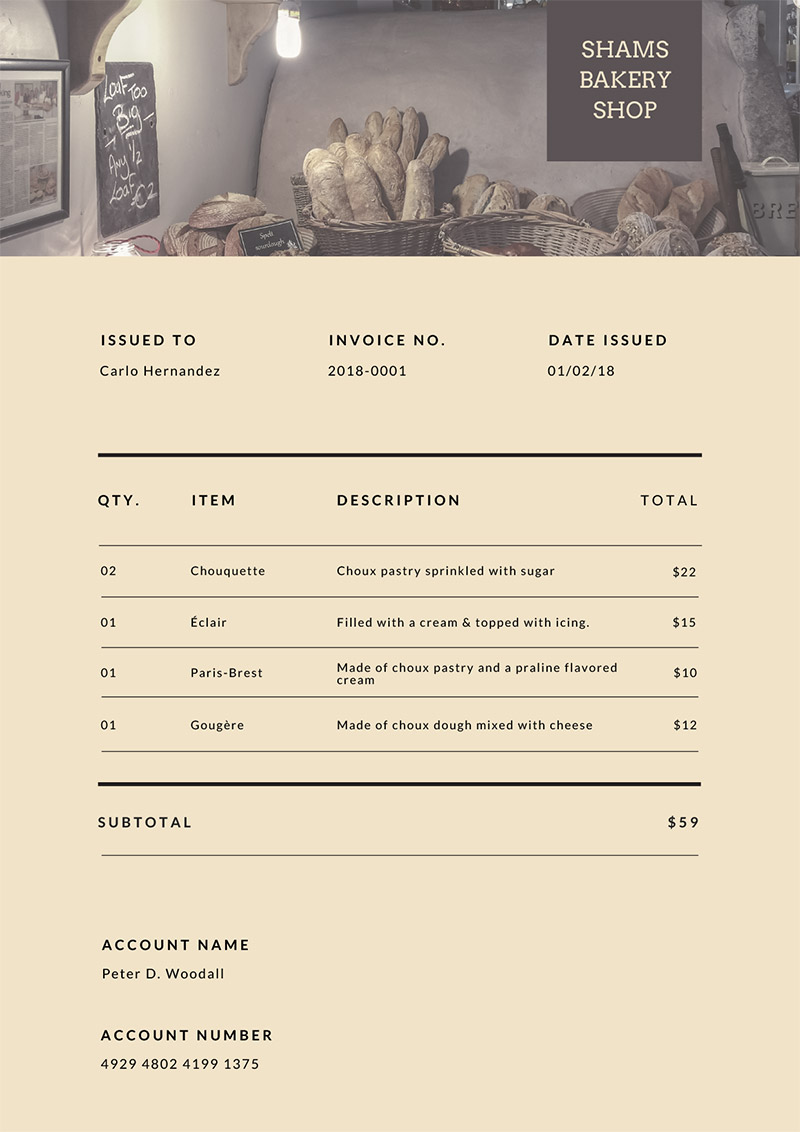 SHAMS
BAKERY
SHOP
Loaf Too
Big
Any 1/2
Loaf £2
Spelt
sourdough
BRE
ISSUED TO INVOICE NO. DATE ISSUED
Carlo Hernandez 2018-0001 01/02/18
QTY. ITEM DESCRIPTION TOTAL
02 Chouquette Choux pastry sprinkled with sugar $22
01 Éclair Filled with a cream & topped with icing. $15
01 Paris-Brest Made of choux pastry and a praline flavored $10
cream
01 Gougère Made of choux dough mixed with cheese $12
SUBTOTAL $59
ACCOUNT NAME
Peter D. Woodall
ACCOUNT NUMBER
4929 4802 4199 1375